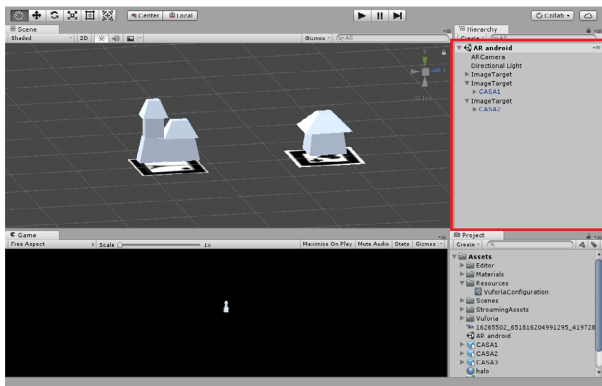 Center Local Collab
Scene
Shaded 2D Gizmos All
Game
Free Aspect Scale 1x Maximize On Play Mute Audio Stats Gizmos
Hierarchy
Create All
AR android
ARCamera
Directional Light
ImageTarget
ImageTarget
CASA1
ImageTarget
CASA2
Project
Create
Assets
Editor
Materials
Resources
VuforiaConfiguration
Scenes
StreamingAssets
Vuforia
16265502_651816204991295_419728
AR android
CASA1
CASA2
CASA3
halo